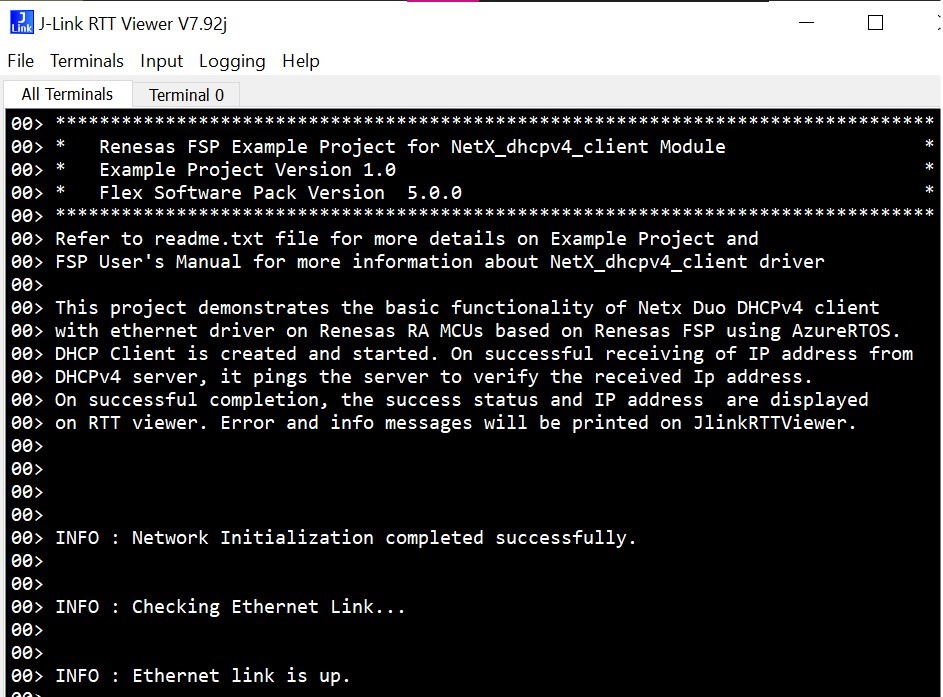 J-Link RTT Viewer V7.92j
File Terminals Input Logging Help
All Terminals Terminal 0
00> ********************************************************************************
00> *   Renesas FSP Example Project for NetX_dhcpv4_client Module                  *
00> *   Example Project Version 1.0                                                *
00> *   Flex Software Pack Version  5.0.0                                          *
00> ********************************************************************************
00> Refer to readme.txt file for more details on Example Project and
00> FSP User's Manual for more information about NetX_dhcpv4_client driver
00>
00> This project demonstrates the basic functionality of Netx Duo DHCPv4 client
00> with ethernet driver on Renesas RA MCUs based on Renesas FSP using AzureRTOS.
00> DHCP Client is created and started. On successful receiving of IP address from
00> DHCPv4 server, it pings the server to verify the received Ip address.
00> On successful completion, the success status and IP address  are displayed
00> on RTT viewer. Error and info messages will be printed on JlinkRTTViewer.
00>
00>
00>
00>
00> INFO : Network Initialization completed successfully.
00>
00>
00> INFO : Checking Ethernet Link...
00>
00>
00> INFO : Ethernet link is up.
00>